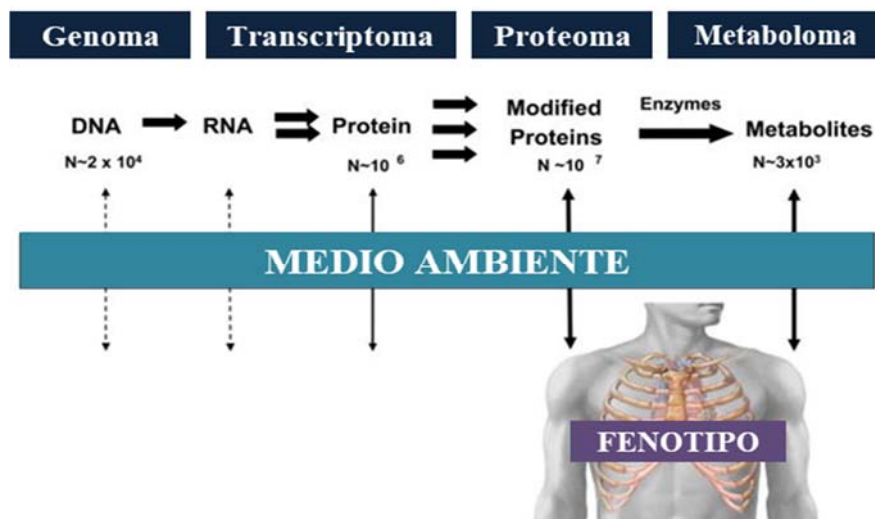 Genoma Transcriptoma Proteoma Metaboloma
DNA RNA Protein Modified Proteins Enzymes Metabolites
N~2 x 10⁴ N~10 ⁶ N ~10 ⁷ N~3x10³
MEDIO AMBIENTE
FENOTIPO